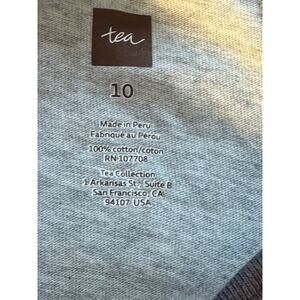 tea
10
Made in Peru
Fabriqué au Pérou
100% cotton/coton
RN 107708
Tea Collection
1 Arkansas St., Suite B
San Francisco, CA
94107 USA